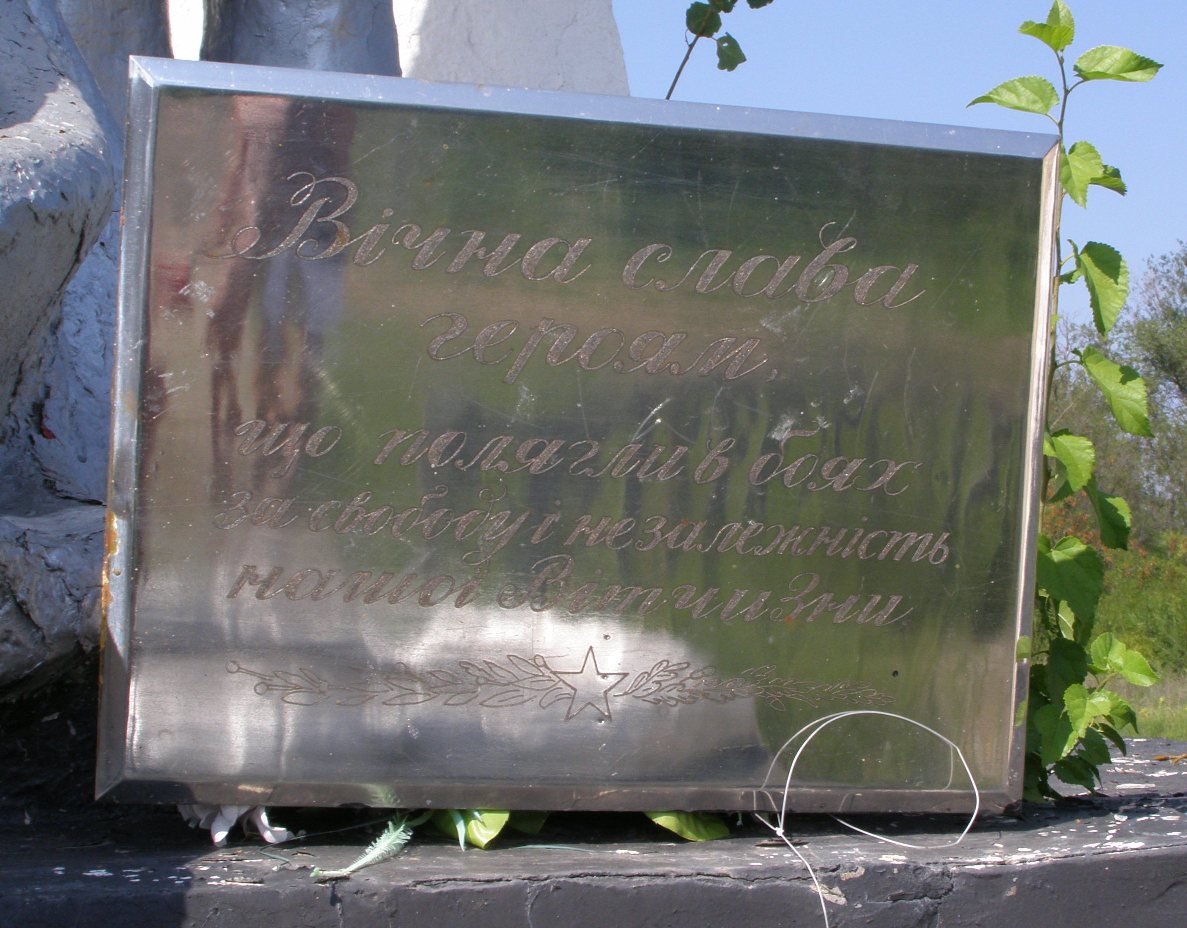 Вічна слава
героям,
що полягли в боях
за свободу і незалежність
нашої Вітчизни